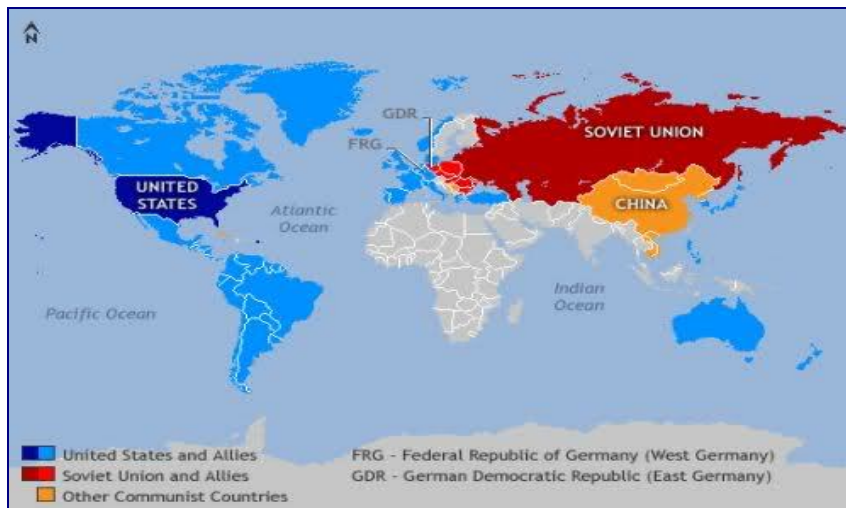 N
GDR
FRG
SOVIET UNION
UNITED
STATES
CHINA
Atlantic
Ocean
Indian
Ocean
Pacific Ocean
United States and Allies
Soviet Union and Allies
Other Communist Countries
FRG - Federal Republic of Germany (West Germany)
GDR - German Democratic Republic (East Germany)